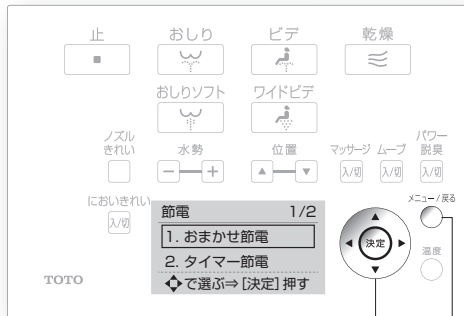 止
おしり
ビデ
乾燥
おしりソフト
ワイドビデ
ノズル
きれい
水勢
位置
マッサージ
ムーブ
パワー
脱臭
入/切
入/切
入/切
においきれい
入/切
メニュー/戻る
節電 1/2
1. おまかせ節電
2. タイマー節電
で選ぶ⇒[決定]押す
決定
温度
TOTO